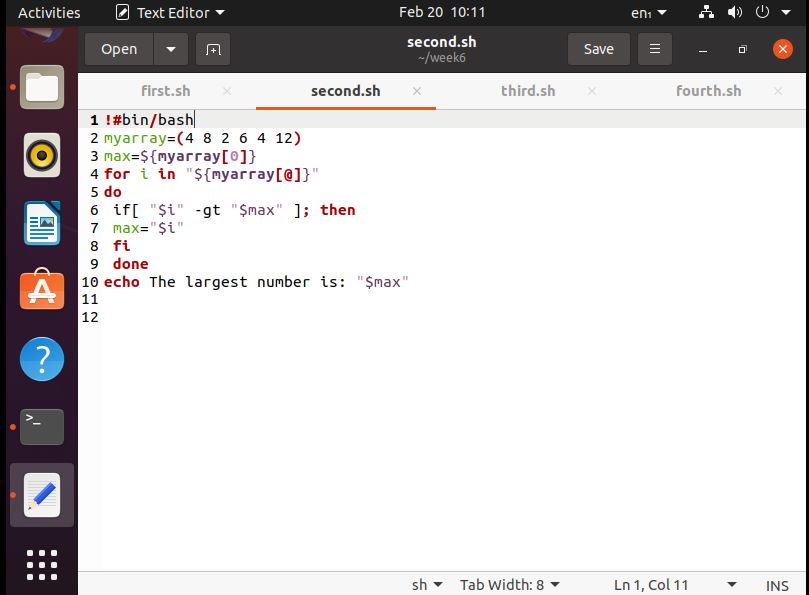 Activities Text Editor Feb 20 10:11 en₁
Open second.sh Save
~/week6
first.sh second.sh third.sh fourth.sh
1 !#bin/bash
2 myarray=(4 8 2 6 4 12)
3 max=${myarray[0]}
4 for i in "${myarray[@]}"
5 do
6  if[ "$i" -gt "$max" ]; then
7  max="$i"
8  fi
9  done
10 echo The largest number is: "$max"
11
12
sh Tab Width: 8 Ln 1, Col 11 INS